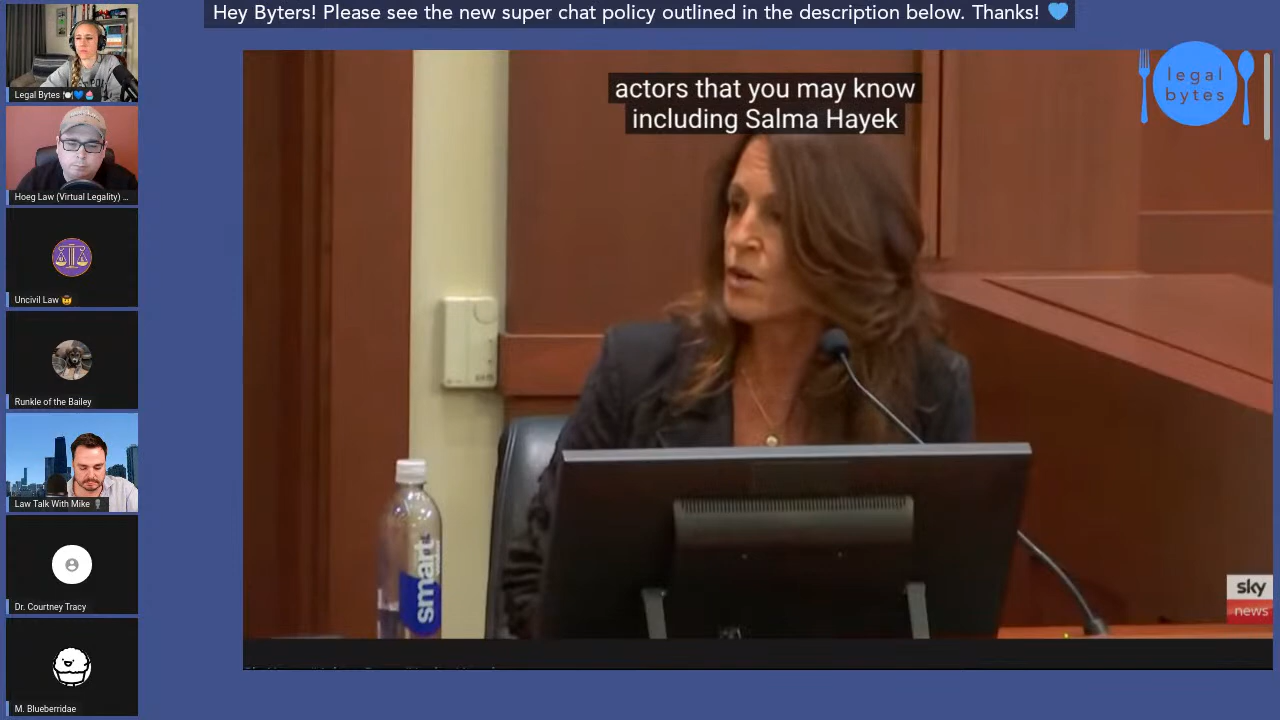 Hey Byters! Please see the new super chat policy outlined in the description below. Thanks! 💙
Legal Bytes 🍽💙🧁
legal
bytes
actors that you may know
including Salma Hayek
Hoeg Law (Virtual Legality) ...
Uncivil Law 🤠
Runkle of the Bailey
Law Talk With Mike 🎙
smart
sky
news
Dr. Courtney Tracy
M. Blueberridae